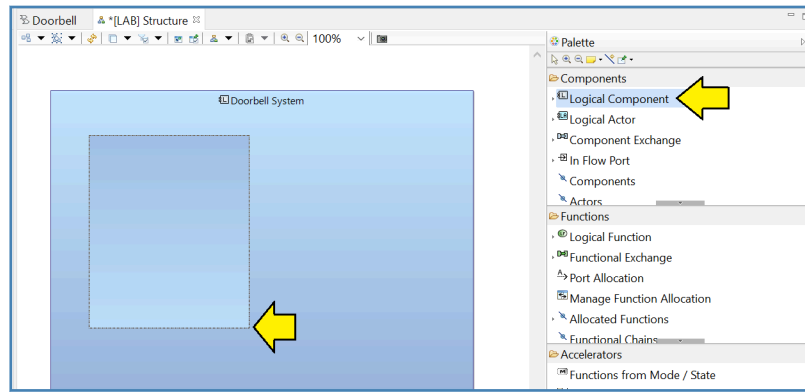 Doorbell
*[LAB] Structure
100%
Doorbell System
Palette
Components
Logical Component
Logical Actor
Component Exchange
In Flow Port
Components
Actors
Functions
Logical Function
Functional Exchange
Port Allocation
Manage Function Allocation
Allocated Functions
Functional Chains
Accelerators
Functions from Mode / State